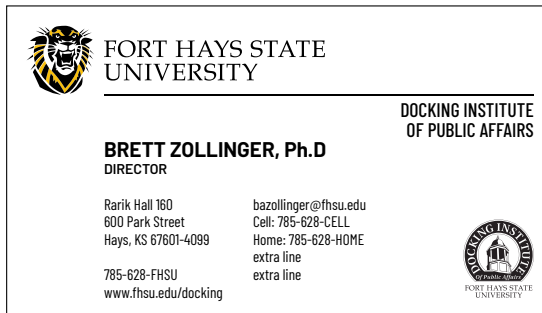 FORT HAYS STATE
UNIVERSITY
DOCKING INSTITUTE
OF PUBLIC AFFAIRS
BRETT ZOLLINGER, Ph.D
DIRECTOR
Rarik Hall 160
600 Park Street
Hays, KS 67601-4099
785-628-FHSU
www.fhsu.edu/docking
bazollinger@fhsu.edu
Cell: 785-628-CELL
Home: 785-628-HOME
extra line
extra line
DOCKING INSTITUTE
Of Public Affairs
FORT HAYS STATE
UNIVERSITY